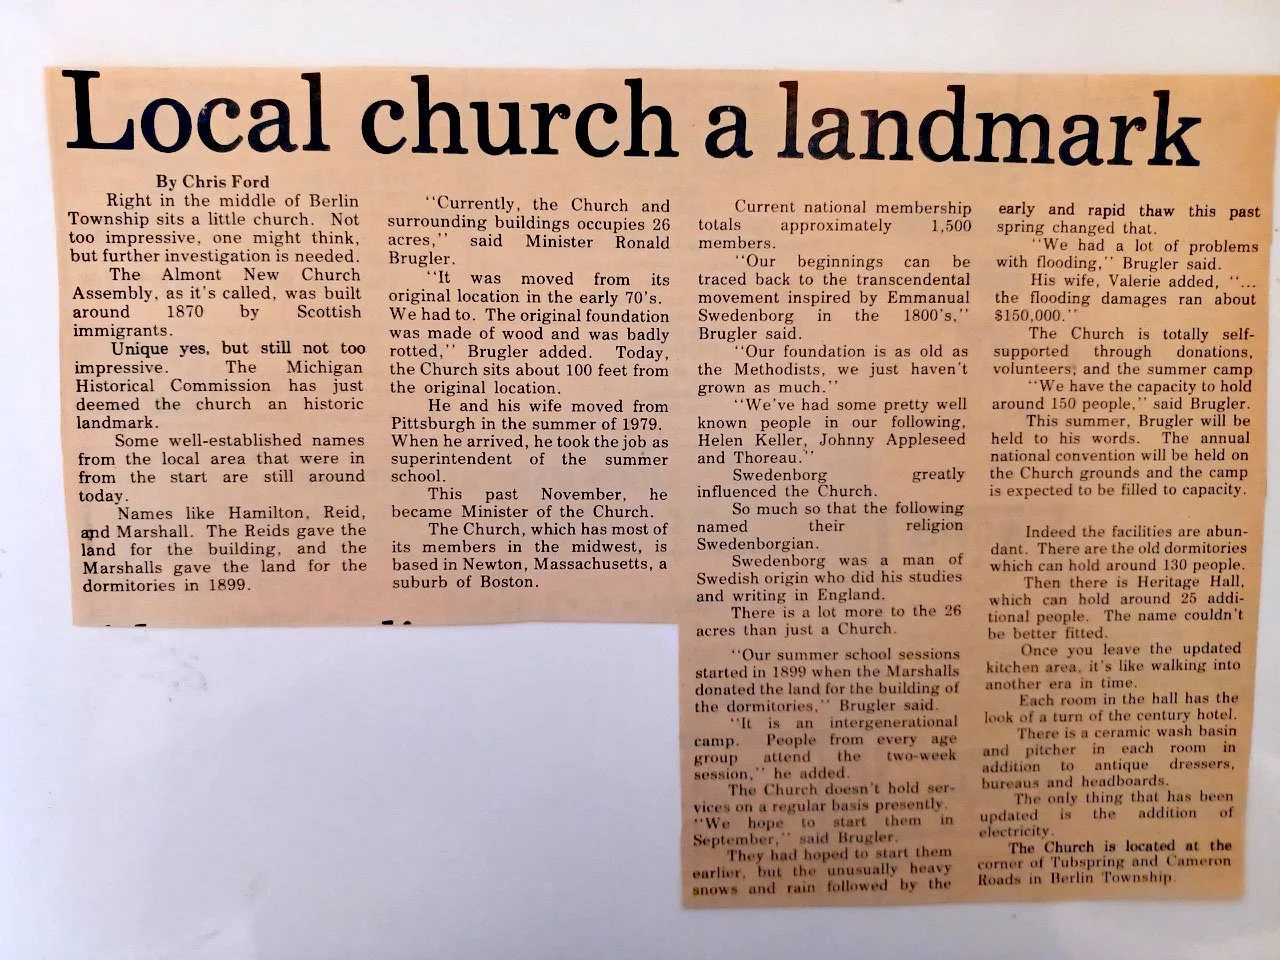 Local church a landmark
By Chris Ford
Right in the middle of Berlin
Township sits a little church. Not
too impressive, one might think,
but further investigation is needed.
The Almont New Church
Assembly, as it's called, was built
around 1870 by Scottish
immigrants.
Unique yes, but still not too
impressive. The Michigan
Historical Commission has just
deemed the church an historic
landmark.
Some well-established names
from the local area that were in
from the start are still around
today.
Names like Hamilton, Reid,
and Marshall. The Reids gave the
land for the building, and the
Marshalls gave the land for the
dormitories in 1899.
"Currently, the Church and
surrounding buildings occupies 26
acres," said Minister Ronald
Brugler.
"It was moved from its
original location in the early 70's.
We had to. The original foundation
was made of wood and was badly
rotted," Brugler added. Today,
the Church sits about 100 feet from
the original location.
He and his wife moved from
Pittsburgh in the summer of 1979.
When he arrived, he took the job as
superintendent of the summer
school.
This past November, he
became Minister of the Church.
The Church, which has most of
its members in the midwest, is
based in Newton, Massachusetts, a
suburb of Boston.
Current national membership
totals approximately 1,500
members.
"Our beginnings can be
traced back to the transcendental
movement inspired by Emmanual
Swedenborg in the 1800's,"
Brugler said.
"Our foundation is as old as
the Methodists, we just haven't
grown as much."
"We've had some pretty well
known people in our following,
Helen Keller, Johnny Appleseed
and Thoreau."
Swedenborg greatly
influenced the Church.
So much so that the following
named their religion
Swedenborgian.
Swedenborg was a man of
Swedish origin who did his studies
and writing in England.
There is a lot more to the 26
acres than just a Church.
"Our summer school sessions
started in 1899 when the Marshalls
donated the land for the building of
the dormitories," Brugler said.
"It is an intergenerational
camp. People from every age
group attend the two-week
session," he added.
The Church doesn't hold ser-
vices on a regular basis presently.
"We hope to start them in
September," said Brugler.
They had hoped to start them
earlier, but the unusually heavy
snows and rain followed by the
early and rapid thaw this past
spring changed that.
"We had a lot of problems
with flooding," Brugler said.
His wife, Valerie added, "...
the flooding damages ran about
$150,000."
The Church is totally self-
supported through donations,
volunteers, and the summer camp
"We have the capacity to hold
around 150 people," said Brugler.
This summer, Brugler will be
held to his words. The annual
national convention will be held on
the Church grounds and the camp
is expected to be filled to capacity.
Indeed the facilities are abun-
dant. There are the old dormitories
which can hold around 130 people.
Then there is Heritage Hall,
which can hold around 25 addi-
tional people. The name couldn't
be better fitted.
Once you leave the updated
kitchen area, it's like walking into
another era in time.
Each room in the hall has the
look of a turn of the century hotel.
There is a ceramic wash basin
and pitcher in each room in
addition to antique dressers,
bureaus and headboards.
The only thing that has been
updated is the addition of
electricity.
The Church is located at the
corner of Tubspring and Cameron
Roads in Berlin Township.